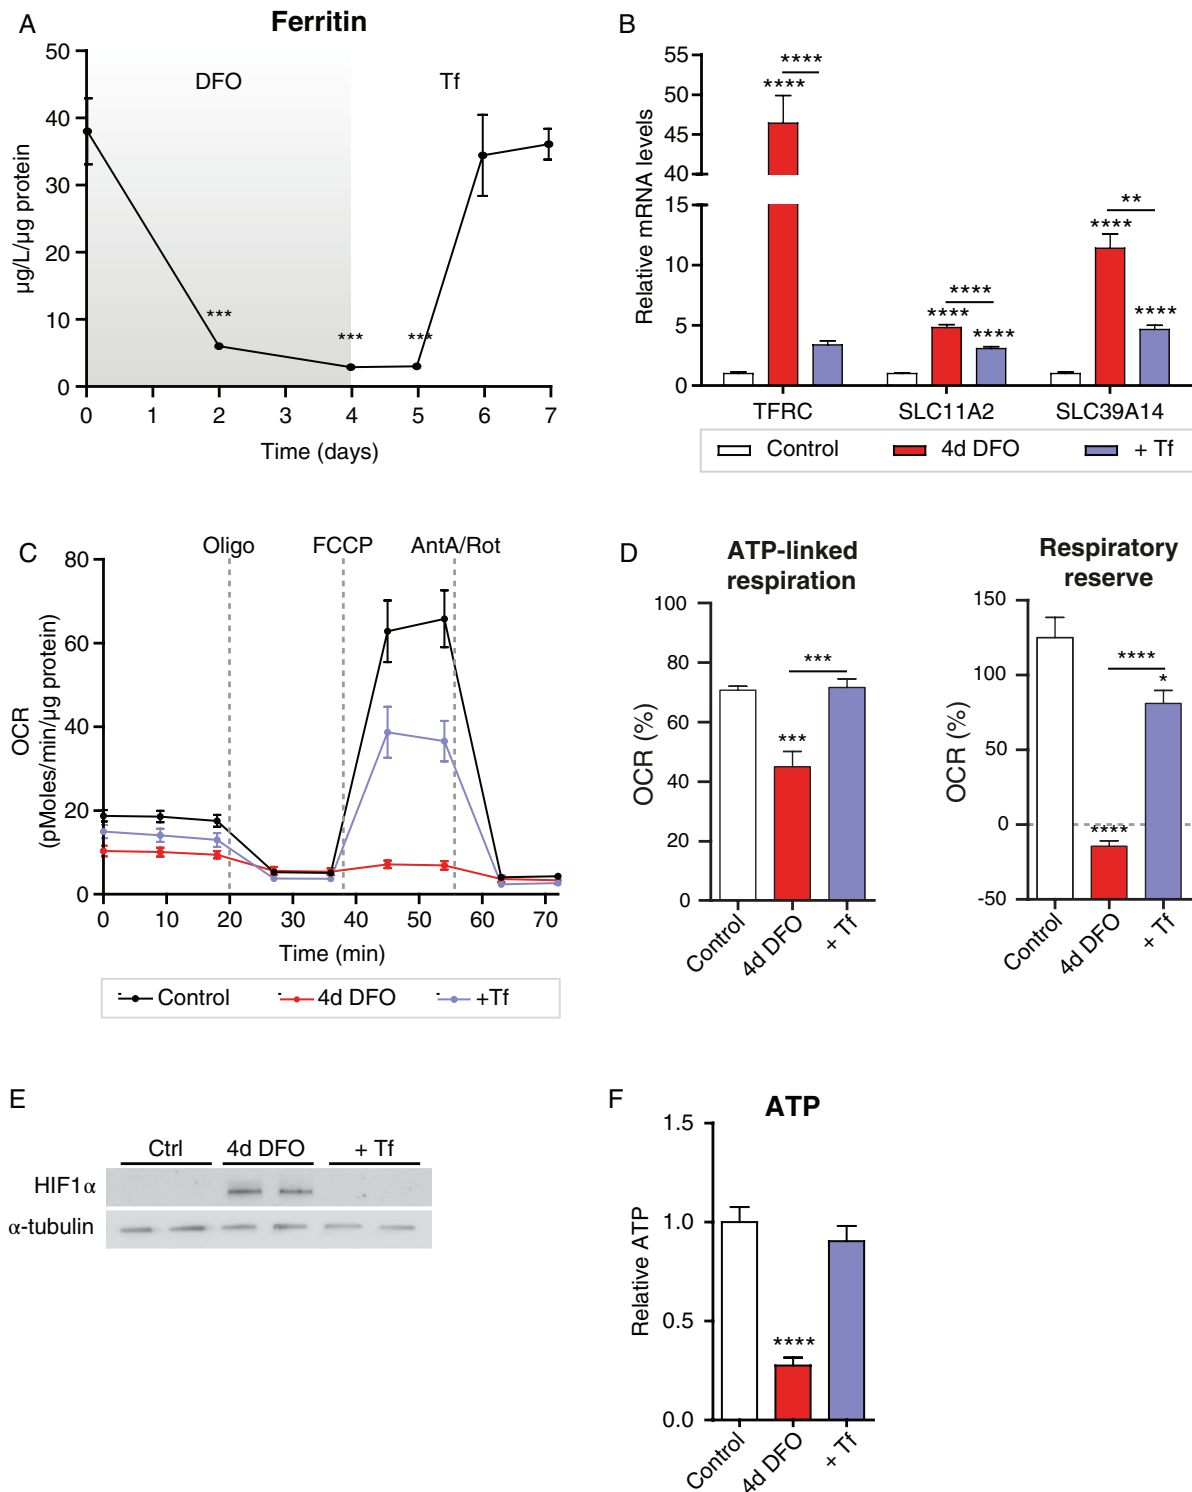 A
Ferritin
DFO
Tf
µg/L/µg protein
50
40
30
20
10
0
***
***
***
0 1 2 3 4 5 6 7
Time (days)
B
Relative mRNA levels
55
50
45
40
15
10
5
0
****
****
****
****
****
**
****
****
TFRC SLC11A2 SLC39A14
Control 4d DFO + Tf
C
Oligo FCCP AntA/Rot
OCR
(pMoles/min/µg protein)
80
60
40
20
0
0 10 20 30 40 50 60 70
Time (min)
Control 4d DFO +Tf
D
ATP-linked
respiration
OCR (%)
100
80
60
40
20
0
***
***
Control 4d DFO + Tf
Respiratory
reserve
OCR (%)
150
100
50
0
-50
****
*
****
Control 4d DFO + Tf
E
Ctrl 4d DFO + Tf
HIF1α
α-tubulin
F
ATP
Relative ATP
1.5
1.0
0.5
0.0
****
Control 4d DFO + Tf